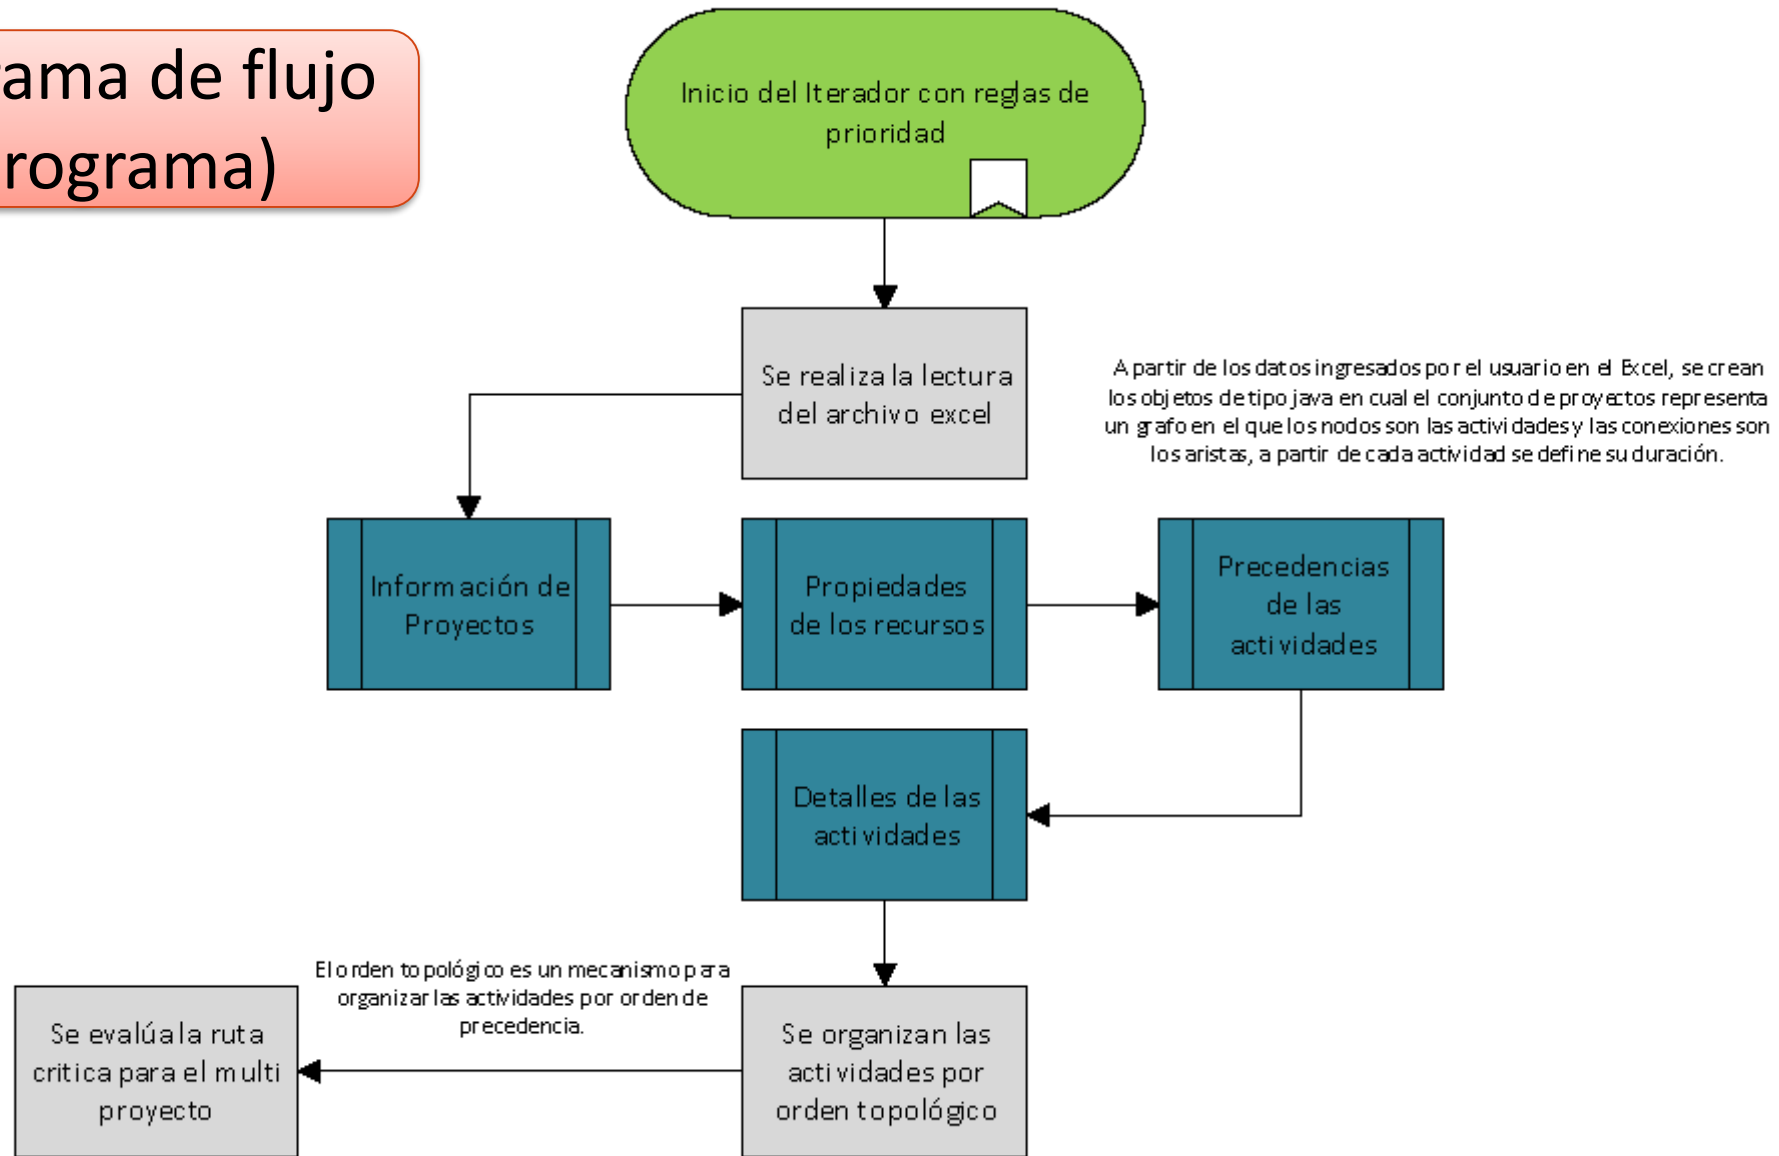 rama de flujo
rograma)
Inicio del Iterador con reglas de
prioridad
Se realiza la lectura
del archivo excel
A partir de los datos ingresados por el usuario en el Excel, se crean
los objetos de tipo java en cual el conjunto de proyectos representa
un grafo en el que los nodos son las actividades y las conexiones son
los aristas, a partir de cada actividad se define su duración.
Información de
Proyectos
Propiedades
de los recursos
Precedencias
de las
actividades
Detalles de las
actividades
El orden topológico es un mecanismo para
organizar las actividades por orden de
precedencia.
Se evalúa la ruta
critica para el multi
proyecto
Se organizan las
actividades por
orden topológico